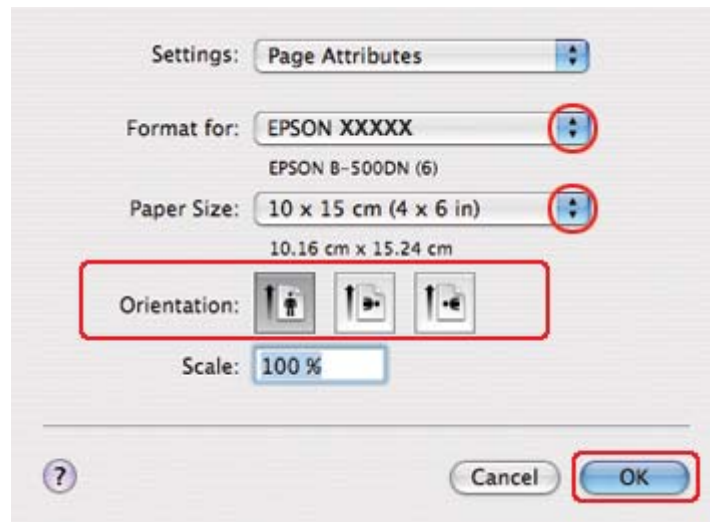 Settings: Page Attributes
Format for: EPSON XXXXX
EPSON B-500DN (6)
Paper Size: 10 x 15 cm (4 x 6 in)
10.16 cm x 15.24 cm
Orientation:
Scale: 100 %
? Cancel OK